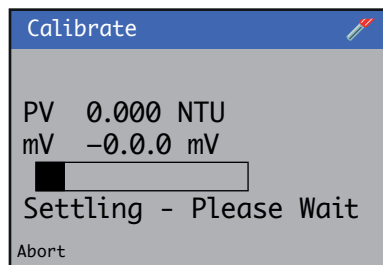 Calibrate
PV 0.000 NTU
mV –0.0.0 mV
Settling - Please Wait
Abort